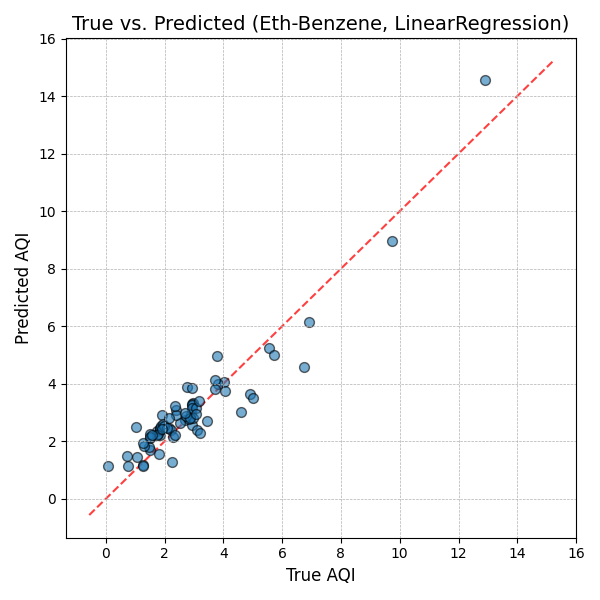 True vs. Predicted (Eth-Benzene, LinearRegression)
Predicted AQI
16
14
12
10
8
6
4
2
0
0 2 4 6 8 10 12 14 16
True AQI